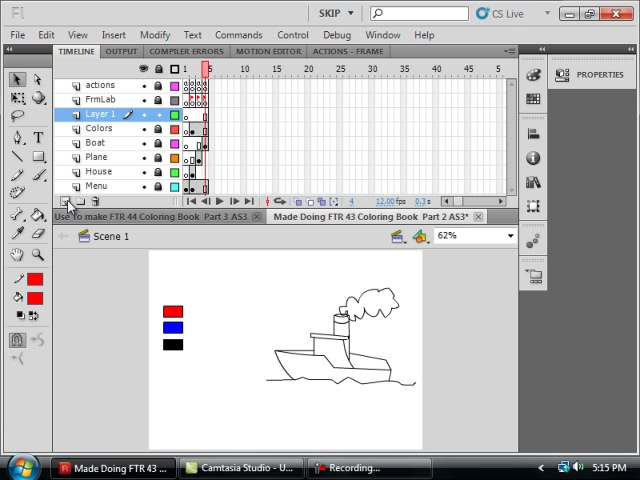 Fl SKIP CS Live
File Edit View Insert Modify Text Commands Control Debug Window Help
TIMELINE OUTPUT COMPILER ERRORS MOTION EDITOR ACTIONS - FRAME
PROPERTIES
1 5 10 15 20 25 30 35 40 45 5
actions
FrmLab
Layer 1
Colors
Boat
Plane
House
Menu
4 12.00 fps 0.3 s
Use To make FTR 44 Coloring Book Part 3 AS3 Made Doing FTR 43 Coloring Book Part 2 AS3*
Scene 1 62%
Made Doing FTR 43 ... Camtasia Studio - U... Recording... 5:15 PM